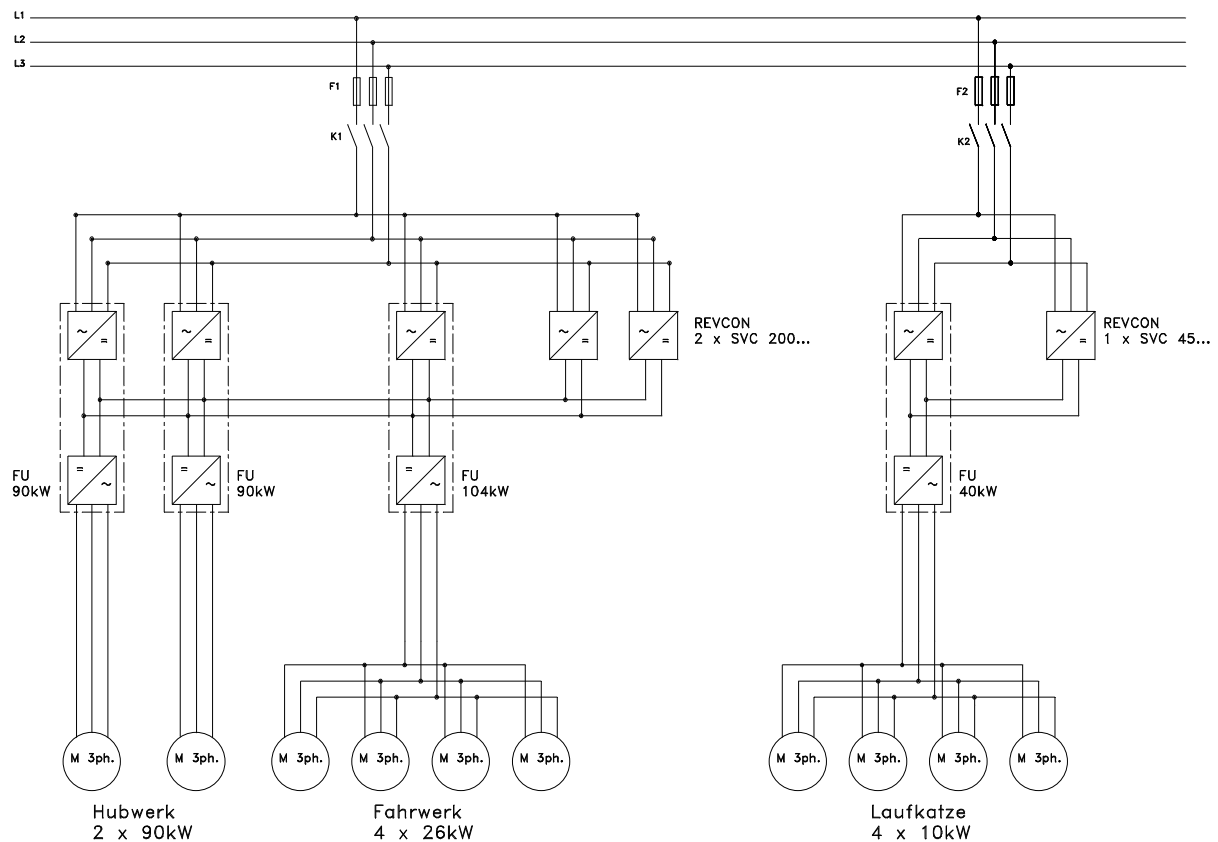 L1
L2
L3
F1
F2
K1
K2
~
=
~
=
~
=
~
=
~
=
REVCON
2 x SVC 200...
~
=
~
=
REVCON
1 x SVC 45...
FU
90kW
=
~
=
~
FU
90kW
=
~
FU
104kW
=
~
FU
40kW
M 3ph.
M 3ph.
M 3ph.
M 3ph.
M 3ph.
M 3ph.
M 3ph.
M 3ph.
M 3ph.
M 3ph.
Hubwerk
2 x 90kW
Fahrwerk
4 x 26kW
Laufkatze
4 x 10kW